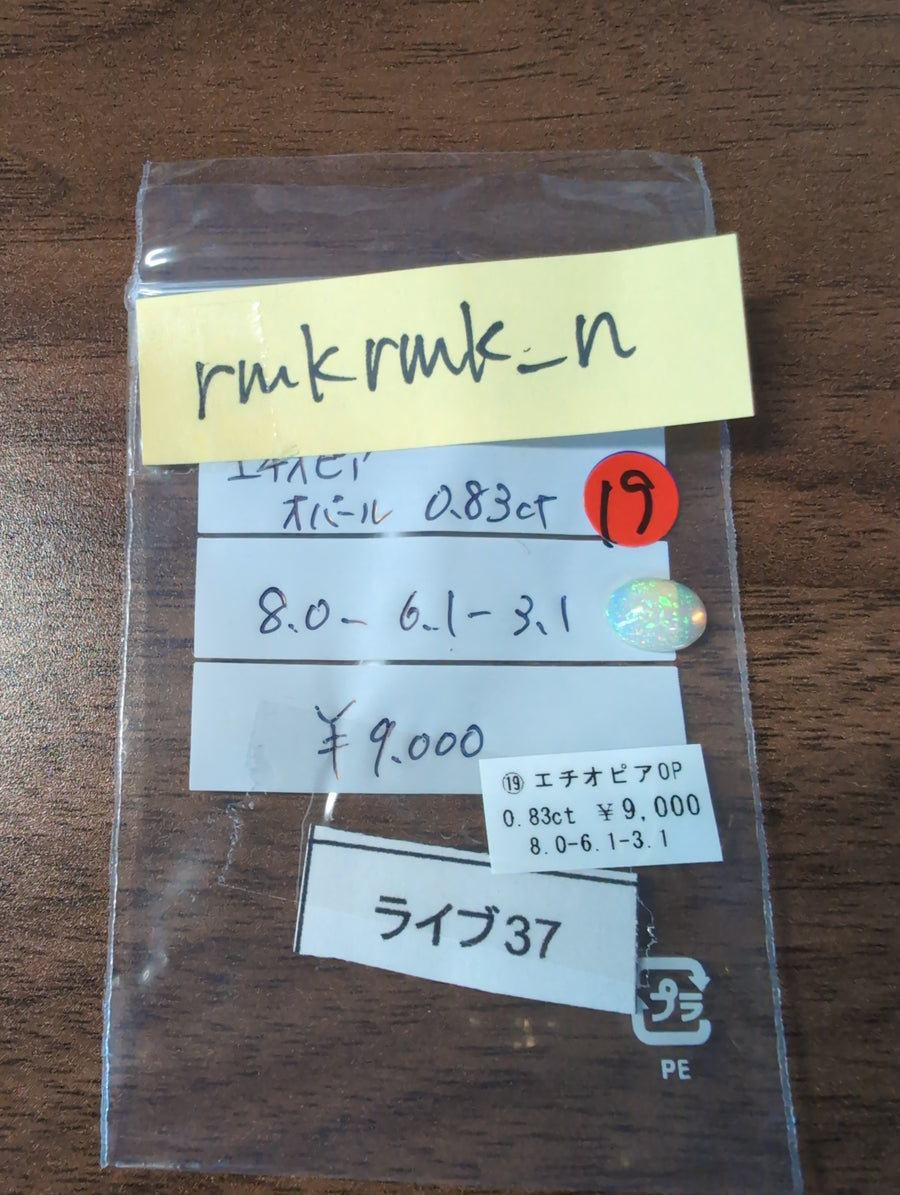 rmkrmk_n
エチオピア
オパール 0.83ct
19
8.0- 6.1-3.1
¥9.000
⑲エチオピアOP
0.83ct ¥9,000
8.0-6.1-3.1
ライブ37
プラ
PE